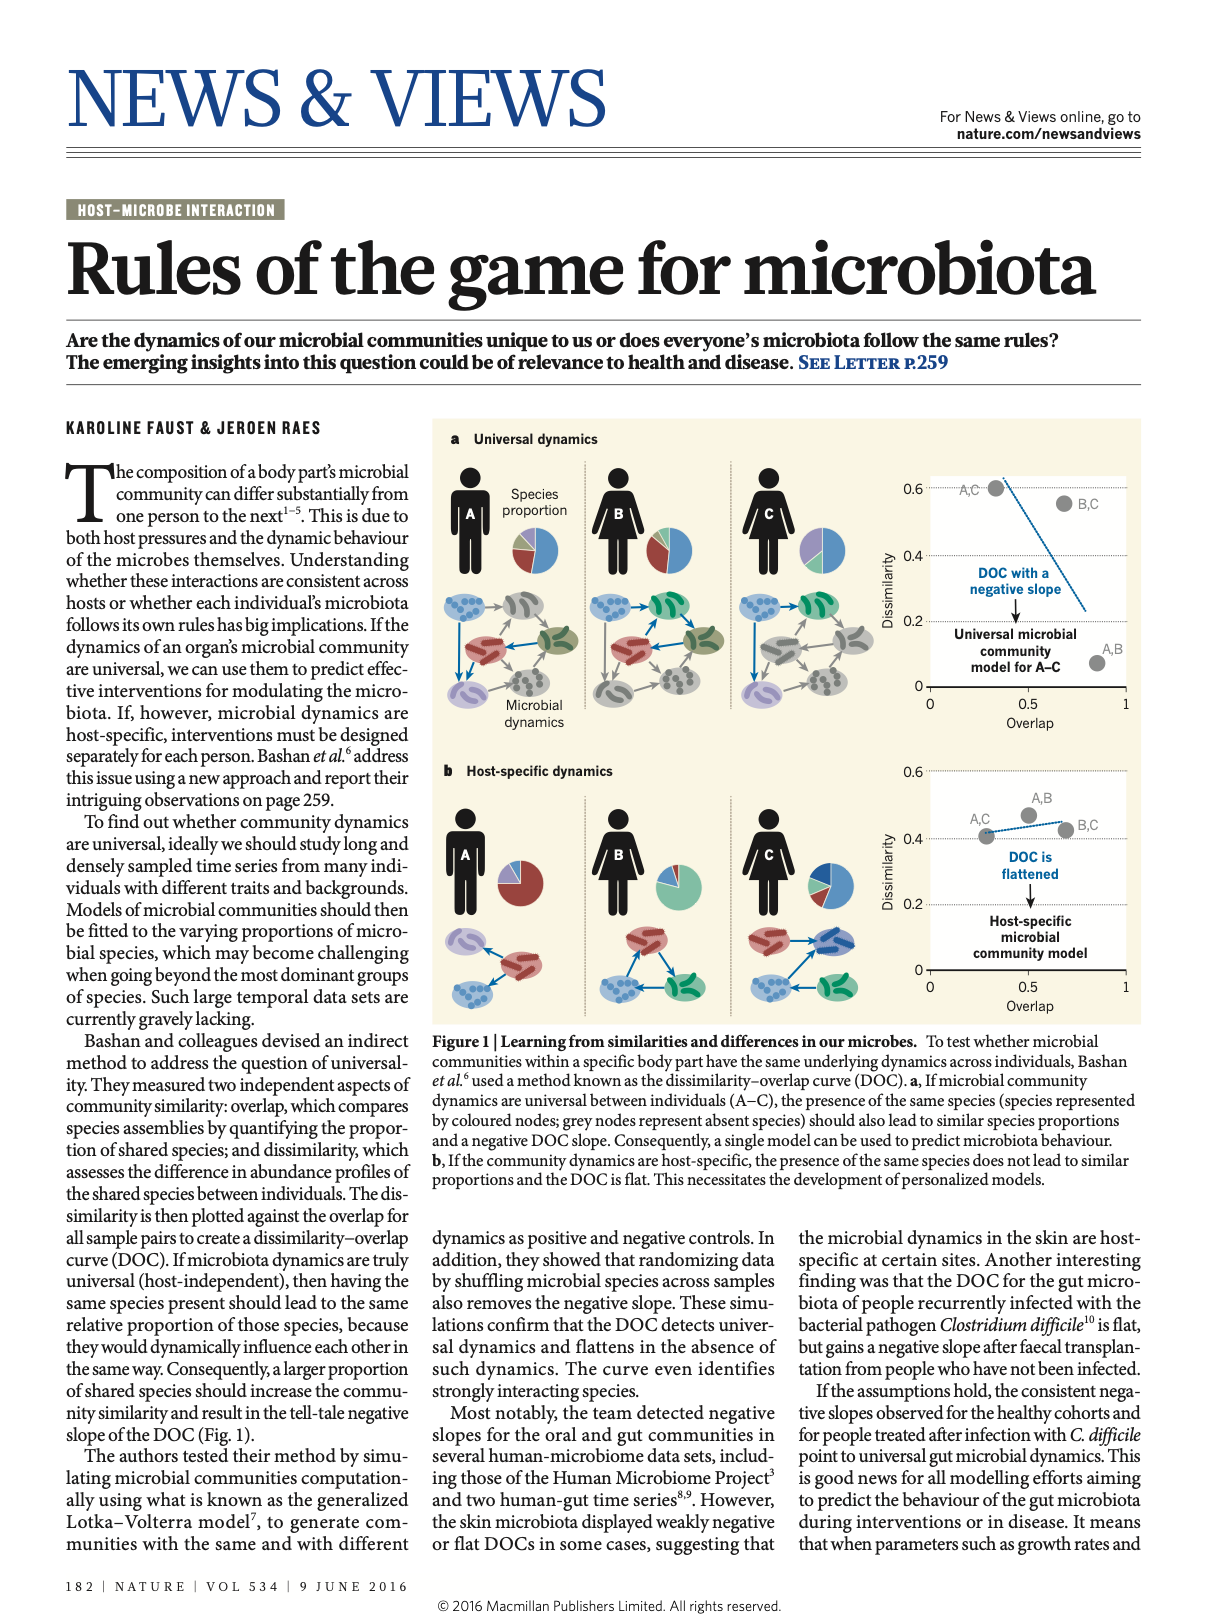 NEWS & VIEWS
For News & Views online, go to
nature.com/newsandviews
HOST–MICROBE INTERACTION
Rules of the game for microbiota
Are the dynamics of our microbial communities unique to us or does everyone’s microbiota follow the same rules?
The emerging insights into this question could be of relevance to health and disease. SEE LETTER P.259
KAROLINE FAUST & JEROEN RAES
The composition of a body part’s microbial
community can differ substantially from
one person to the next1–5. This is due to
both host pressures and the dynamic behaviour
of the microbes themselves. Understanding
whether these interactions are consistent across
hosts or whether each individual’s microbiota
follows its own rules has big implications. If the
dynamics of an organ’s microbial community
are universal, we can use them to predict effec-
tive interventions for modulating the micro-
biota. If, however, microbial dynamics are
host-specific, interventions must be designed
separately for each person. Bashan et al.6 address
this issue using a new approach and report their
intriguing observations on page 259.
To find out whether community dynamics
are universal, ideally we should study long and
densely sampled time series from many indi-
viduals with different traits and backgrounds.
Models of microbial communities should then
be fitted to the varying proportions of micro-
bial species, which may become challenging
when going beyond the most dominant groups
of species. Such large temporal data sets are
currently gravely lacking.
Bashan and colleagues devised an indirect
method to address the question of universal-
ity. They measured two independent aspects of
community similarity: overlap, which compares
species assemblies by quantifying the propor-
tion of shared species; and dissimilarity, which
assesses the difference in abundance profiles of
the shared species between individuals. The dis-
similarity is then plotted against the overlap for
all sample pairs to create a dissimilarity–overlap
curve (DOC). If microbiota dynamics are truly
universal (host-independent), then having the
same species present should lead to the same
relative proportion of those species, because
they would dynamically influence each other in
the same way. Consequently, a larger proportion
of shared species should increase the commu-
nity similarity and result in the tell-tale negative
slope of the DOC (Fig. 1).
The authors tested their method by simu-
lating microbial communities computation-
ally using what is known as the generalized
Lotka–Volterra model7, to generate com-
munities with the same and with different
a Universal dynamics
A
Species
proportion
B
C
Microbial
dynamics
Dissimilarity
0.6
0.4
0.2
0
A,C
B,C
DOC with a
negative slope
Universal microbial
community
model for A–C
A,B
0
0.5
1
Overlap
b Host-specific dynamics
A
B
C
Dissimilarity
0.6
0.4
0.2
0
A,B
A,C
B,C
DOC is
flattened
Host-specific
microbial
community model
0
0.5
1
Overlap
Figure 1 | Learning from similarities and differences in our microbes. To test whether microbial
communities within a specific body part have the same underlying dynamics across individuals, Bashan
et al.6 used a method known as the dissimilarity–overlap curve (DOC). a, If microbial community
dynamics are universal between individuals (A–C), the presence of the same species (species represented
by coloured nodes; grey nodes represent absent species) should also lead to similar species proportions
and a negative DOC slope. Consequently, a single model can be used to predict microbiota behaviour.
b, If the community dynamics are host-specific, the presence of the same species does not lead to similar
proportions and the DOC is flat. This necessitates the development of personalized models.
dynamics as positive and negative controls. In
addition, they showed that randomizing data
by shuffling microbial species across samples
also removes the negative slope. These simu-
lations confirm that the DOC detects univer-
sal dynamics and flattens in the absence of
such dynamics. The curve even identifies
strongly interacting species.
Most notably, the team detected negative
slopes for the oral and gut communities in
several human-microbiome data sets, includ-
ing those of the Human Microbiome Project3
and two human-gut time series8,9. However,
the skin microbiota displayed weakly negative
or flat DOCs in some cases, suggesting that
the microbial dynamics in the skin are host-
specific at certain sites. Another interesting
finding was that the DOC for the gut micro-
biota of people recurrently infected with the
bacterial pathogen Clostridium difficile10 is flat,
but gains a negative slope after faecal transplan-
tation from people who have not been infected.
If the assumptions hold, the consistent nega-
tive slopes observed for the healthy cohorts and
for people treated after infection with C. difficile
point to universal gut microbial dynamics. This
is good news for all modelling efforts aiming
to predict the behaviour of the gut microbiota
during interventions or in disease. It means
that when parameters such as growth rates and
182 | NATURE | VOL 534 | 9 JUNE 2016
© 2016 Macmillan Publishers Limited. All rights reserved.